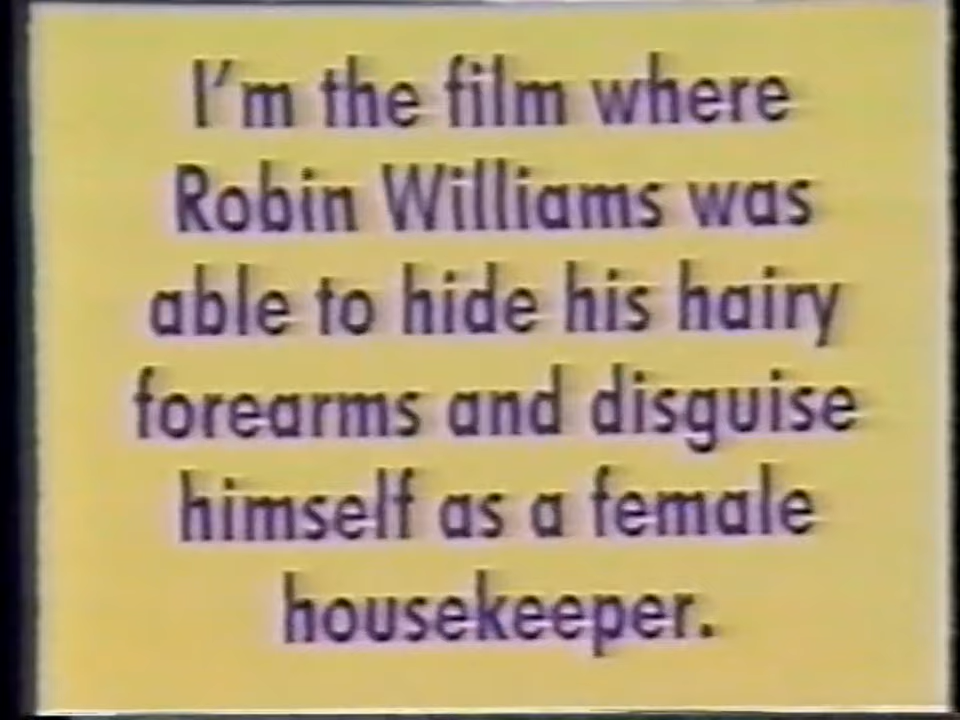 I'm the film where
Robin Williams was
able to hide his hairy
forearms and disguise
himself as a female
housekeeper.